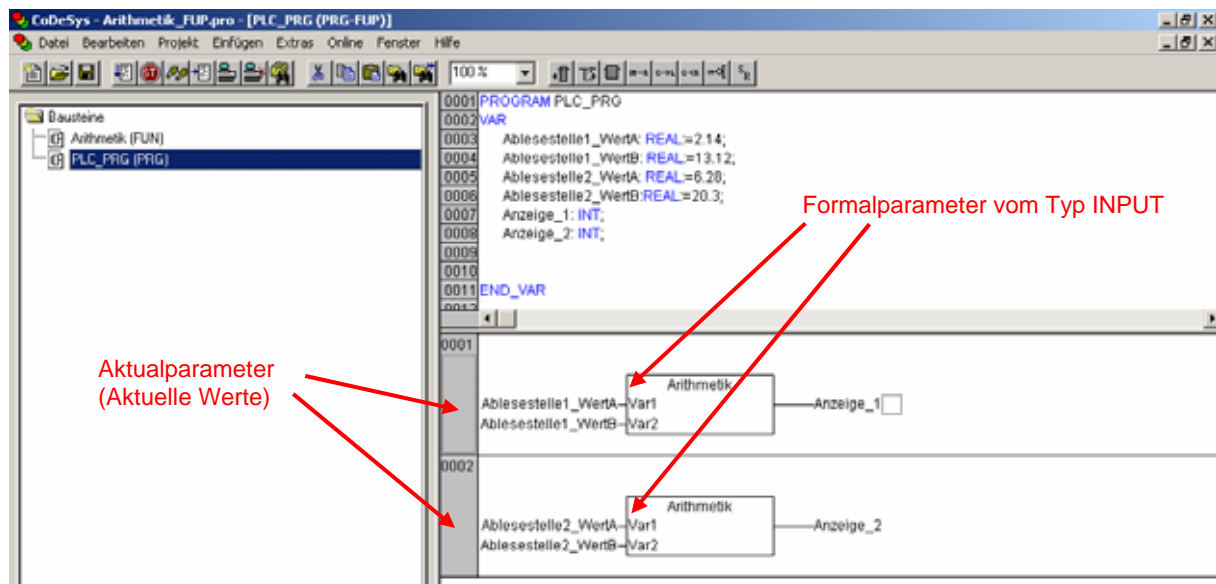 CoDeSys - Arithmetik_FUP.pro - [PLC_PRG (PRG-FUP)]
Datei Bearbeiten Projekt Einfügen Extras Online Fenster Hilfe
100 %
Bausteine
Arithmetik (FUN)
PLC_PRG (PRG)
0001 PROGRAM PLC_PRG
0002 VAR
0003 Ablesestelle1_WertA: REAL:=2.14;
0004 Ablesestelle1_WertB: REAL:=13.12;
0005 Ablesestelle2_WertA: REAL:=6.28;
0006 Ablesestelle2_WertB:REAL:=20.3;
0007 Anzeige_1: INT;
0008 Anzeige_2: INT;
0009
0010
0011 END_VAR
0012
Formalparameter vom Typ INPUT
Aktualparameter
(Aktuelle Werte)
0001
Arithmetik
Ablesestelle1_WertA Var1 Anzeige_1
Ablesestelle1_WertB Var2
0002
Arithmetik
Ablesestelle2_WertA Var1 Anzeige_2
Ablesestelle2_WertB Var2